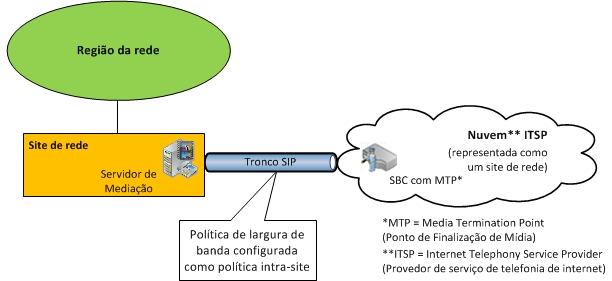 Região da rede
Site de rede
Servidor de
Mediação
Tronco SIP
Nuvem** ITSP
(representada como
um site de rede)
SBC com MTP*
Política de largura de
banda configurada
como política intra-site
*MTP = Media Termination Point
(Ponto de Finalização de Mídia)
**ITSP = Internet Telephony Service Provider
(Provedor de serviço de telefonia de internet)